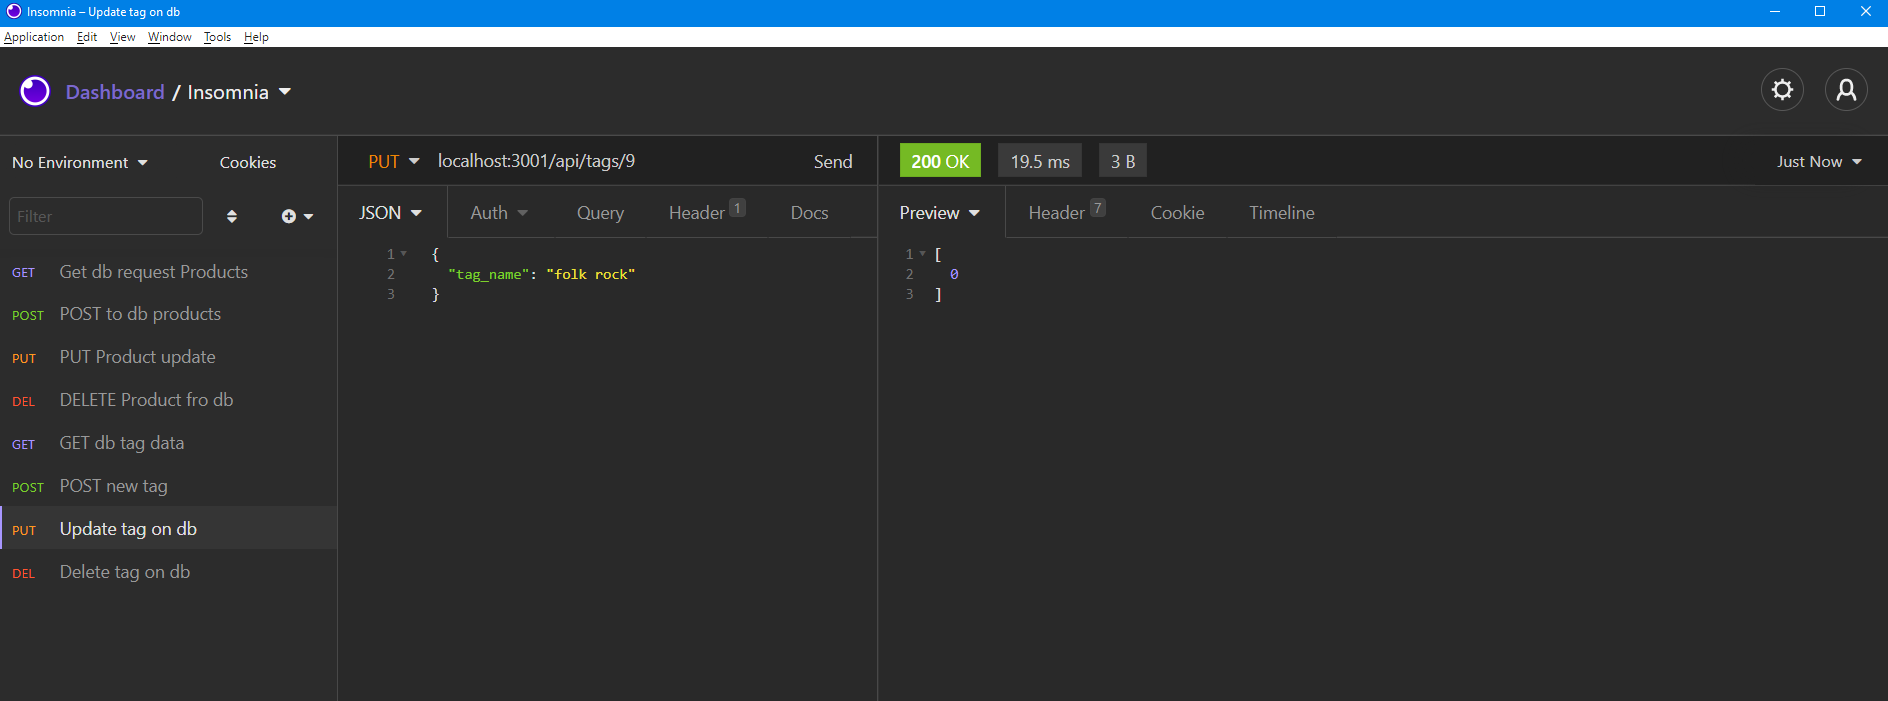 Insomnia – Update tag on db
Application Edit View Window Tools Help
Dashboard / Insomnia
No Environment Cookies
Filter
GET Get db request Products
POST POST to db products
PUT PUT Product update
DEL DELETE Product fro db
GET GET db tag data
POST POST new tag
PUT Update tag on db
DEL Delete tag on db
PUT localhost:3001/api/tags/9 Send
JSON Auth Query Header 1 Docs
1 {
2 "tag_name": "folk rock"
3 }
200 OK 19.5 ms 3 B Just Now
Preview Header 7 Cookie Timeline
1 [
2 0
3 ]